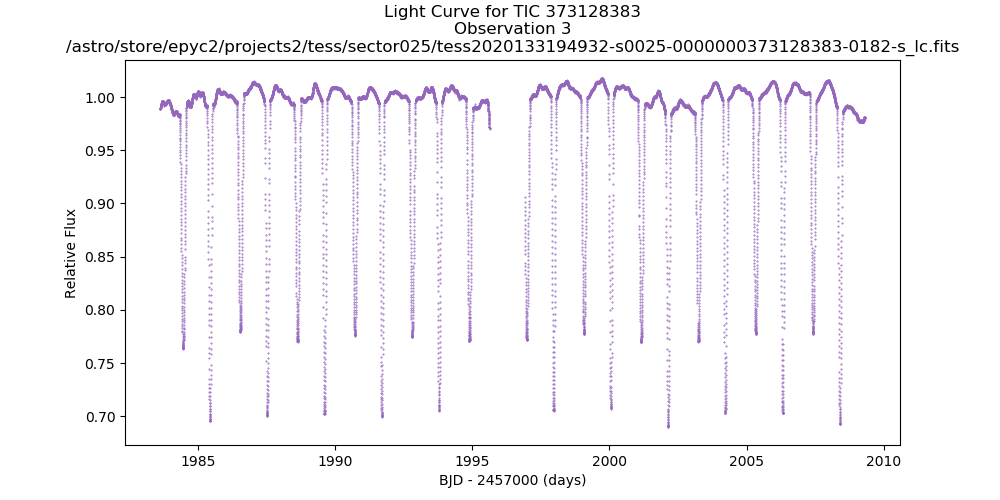 Light Curve for TIC 373128383
Observation 3
/astro/store/epyc2/projects2/tess/sector025/tess2020133194932-s0025-0000000373128383-0182-s_lc.fits
1.00
0.95
0.90
0.85
0.80
0.75
0.70
Relative Flux
1985
1990
1995
2000
2005
2010
BJD - 2457000 (days)